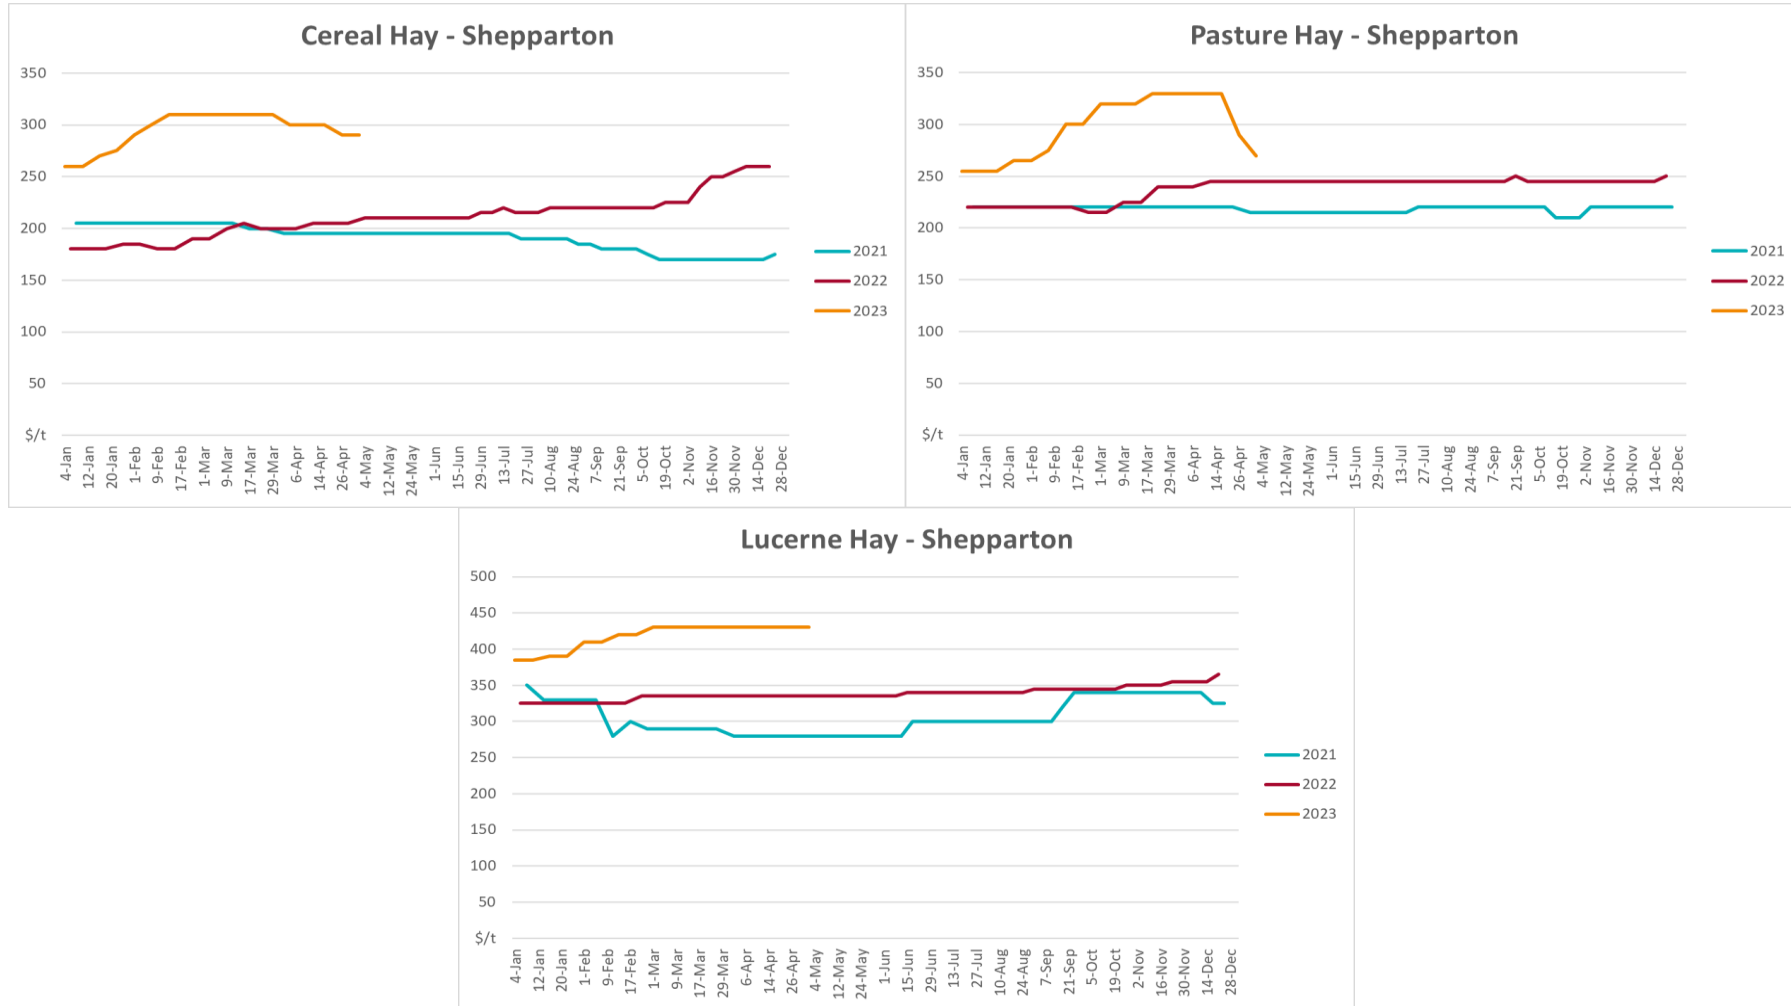 Cereal Hay - Shepparton
350
300
250
200
150
100
50
$/t
4-Jan
12-Jan
20-Jan
1-Feb
9-Feb
17-Feb
1-Mar
9-Mar
17-Mar
29-Mar
6-Apr
14-Apr
26-Apr
4-May
12-May
24-May
1-Jun
15-Jun
29-Jun
13-Jul
27-Jul
10-Aug
24-Aug
7-Sep
21-Sep
5-Oct
19-Oct
2-Nov
16-Nov
30-Nov
14-Dec
28-Dec
2021
2022
2023
Pasture Hay - Shepparton
350
300
250
200
150
100
50
$/t
4-Jan
12-Jan
20-Jan
1-Feb
9-Feb
17-Feb
1-Mar
9-Mar
17-Mar
29-Mar
6-Apr
14-Apr
26-Apr
4-May
12-May
24-May
1-Jun
15-Jun
29-Jun
13-Jul
27-Jul
10-Aug
24-Aug
7-Sep
21-Sep
5-Oct
19-Oct
2-Nov
16-Nov
30-Nov
14-Dec
28-Dec
2021
2022
2023
Lucerne Hay - Shepparton
500
450
400
350
300
250
200
150
100
50
$/t
4-Jan
12-Jan
20-Jan
1-Feb
9-Feb
17-Feb
1-Mar
9-Mar
17-Mar
29-Mar
6-Apr
14-Apr
26-Apr
4-May
12-May
24-May
1-Jun
15-Jun
29-Jun
13-Jul
27-Jul
10-Aug
24-Aug
7-Sep
21-Sep
5-Oct
19-Oct
2-Nov
16-Nov
30-Nov
14-Dec
28-Dec
2021
2022
2023